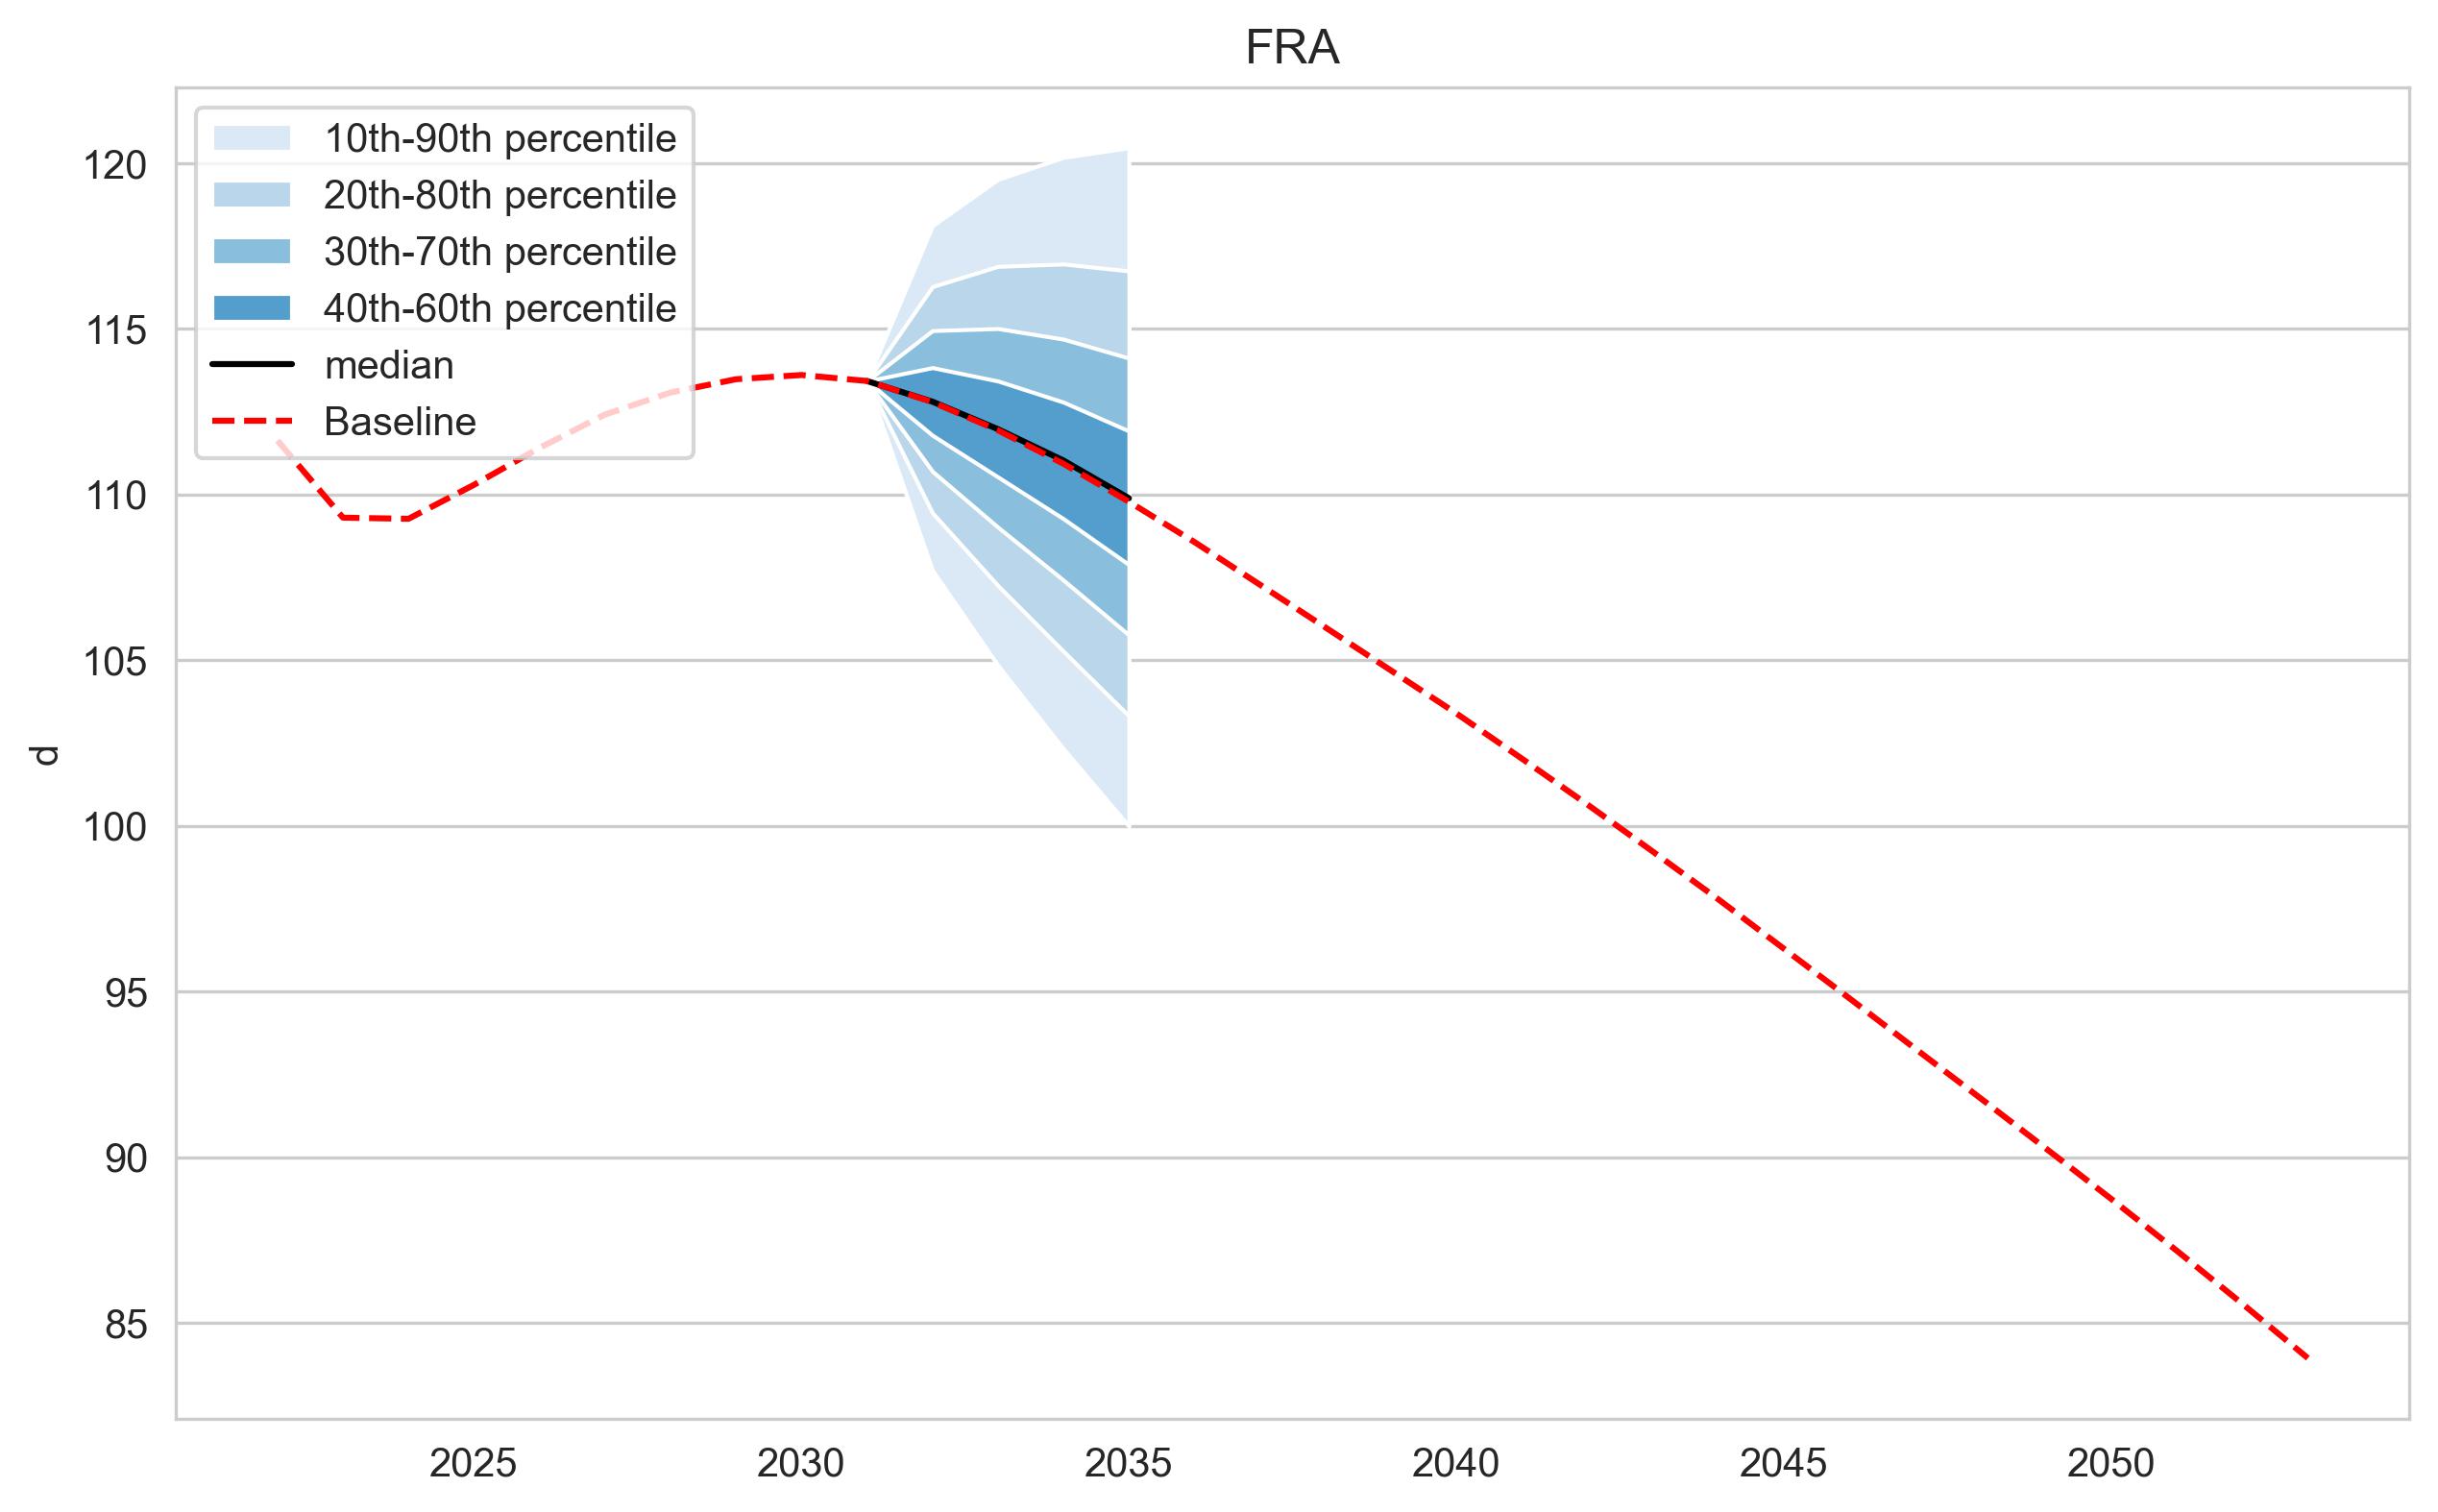 FRA
10th-90th percentile
20th-80th percentile
30th-70th percentile
40th-60th percentile
median
Baseline
d
120
115
110
105
100
95
90
85
2025 2030 2035 2040 2045 2050